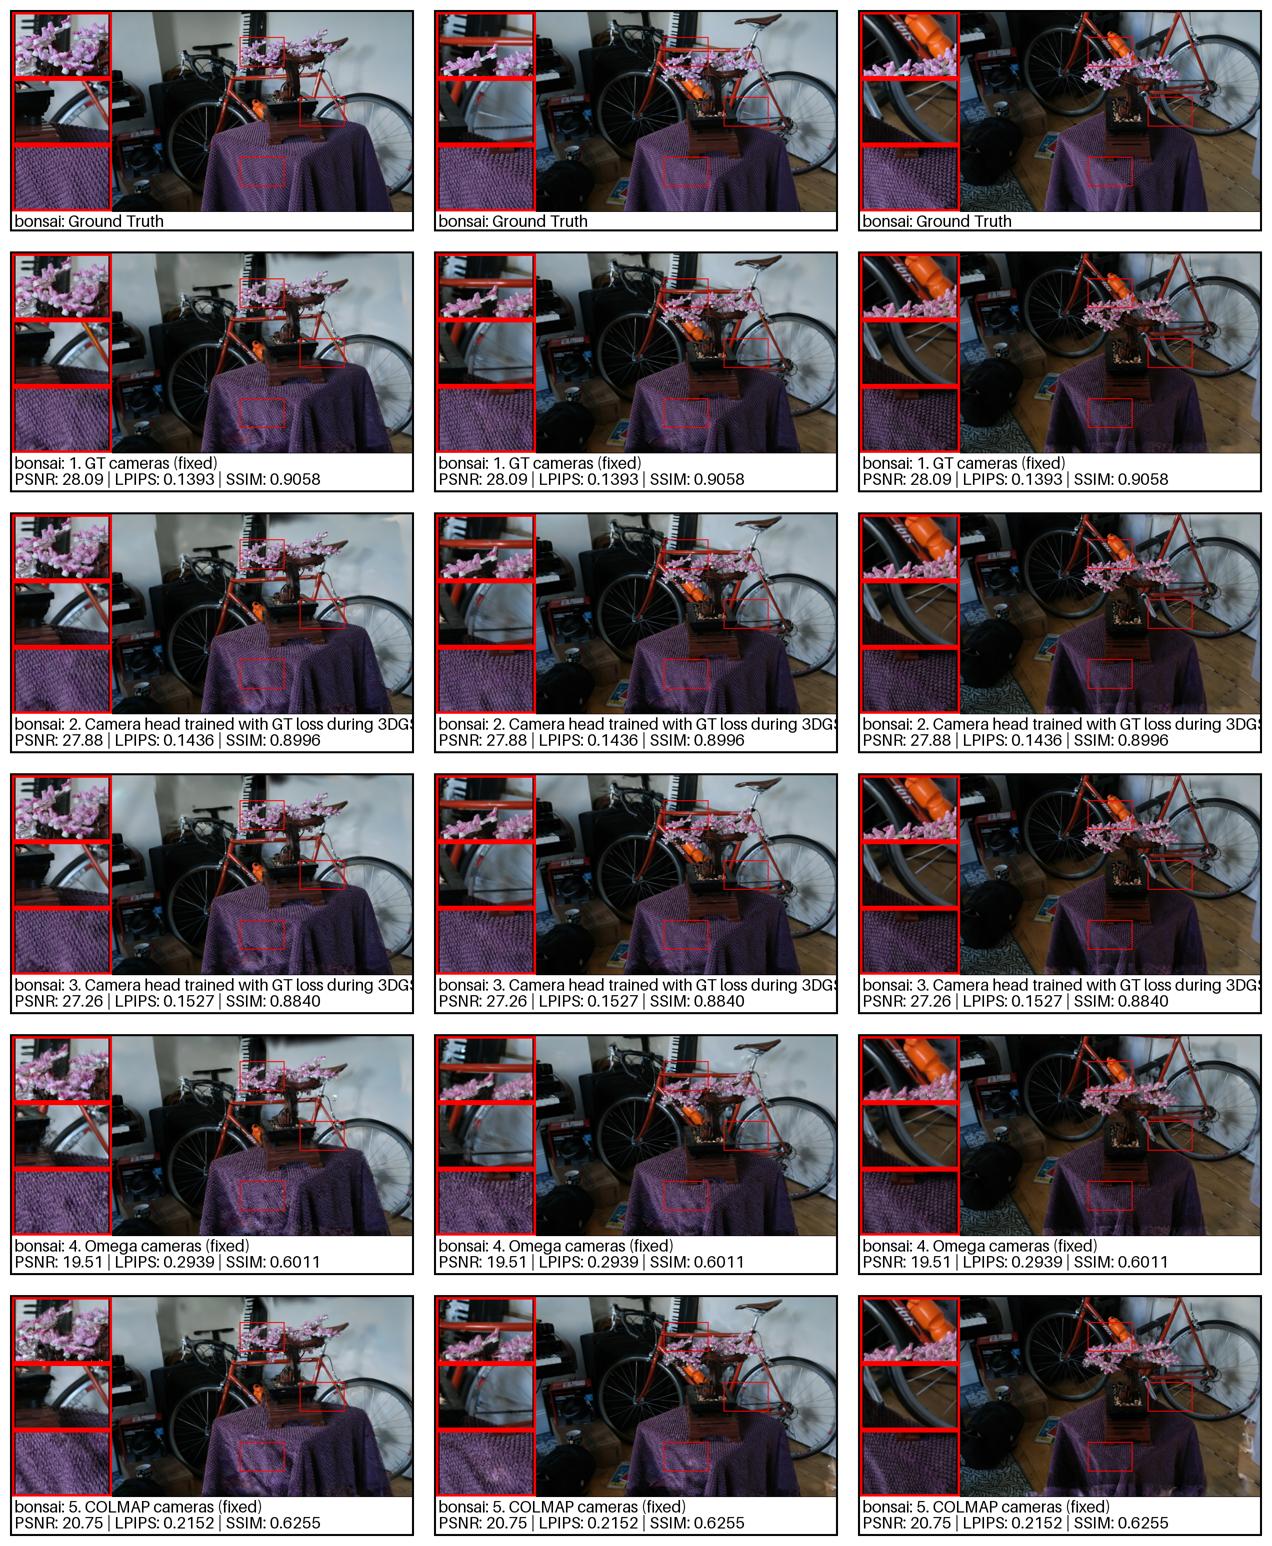 bonsai: Ground Truth
bonsai: Ground Truth
bonsai: Ground Truth
bonsai: 1. GT cameras (fixed)
PSNR: 28.09 | LPIPS: 0.1393 | SSIM: 0.9058
bonsai: 1. GT cameras (fixed)
PSNR: 28.09 | LPIPS: 0.1393 | SSIM: 0.9058
bonsai: 1. GT cameras (fixed)
PSNR: 28.09 | LPIPS: 0.1393 | SSIM: 0.9058
bonsai: 2. Camera head trained with GT loss during 3DGS
PSNR: 27.88 | LPIPS: 0.1436 | SSIM: 0.8996
bonsai: 2. Camera head trained with GT loss during 3DGS
PSNR: 27.88 | LPIPS: 0.1436 | SSIM: 0.8996
bonsai: 2. Camera head trained with GT loss during 3DGS
PSNR: 27.88 | LPIPS: 0.1436 | SSIM: 0.8996
bonsai: 3. Camera head trained with GT loss during 3DGS
PSNR: 27.26 | LPIPS: 0.1527 | SSIM: 0.8840
bonsai: 3. Camera head trained with GT loss during 3DGS
PSNR: 27.26 | LPIPS: 0.1527 | SSIM: 0.8840
bonsai: 3. Camera head trained with GT loss during 3DGS
PSNR: 27.26 | LPIPS: 0.1527 | SSIM: 0.8840
bonsai: 4. Omega cameras (fixed)
PSNR: 19.51 | LPIPS: 0.2939 | SSIM: 0.6011
bonsai: 4. Omega cameras (fixed)
PSNR: 19.51 | LPIPS: 0.2939 | SSIM: 0.6011
bonsai: 4. Omega cameras (fixed)
PSNR: 19.51 | LPIPS: 0.2939 | SSIM: 0.6011
bonsai: 5. COLMAP cameras (fixed)
PSNR: 20.75 | LPIPS: 0.2152 | SSIM: 0.6255
bonsai: 5. COLMAP cameras (fixed)
PSNR: 20.75 | LPIPS: 0.2152 | SSIM: 0.6255
bonsai: 5. COLMAP cameras (fixed)
PSNR: 20.75 | LPIPS: 0.2152 | SSIM: 0.6255